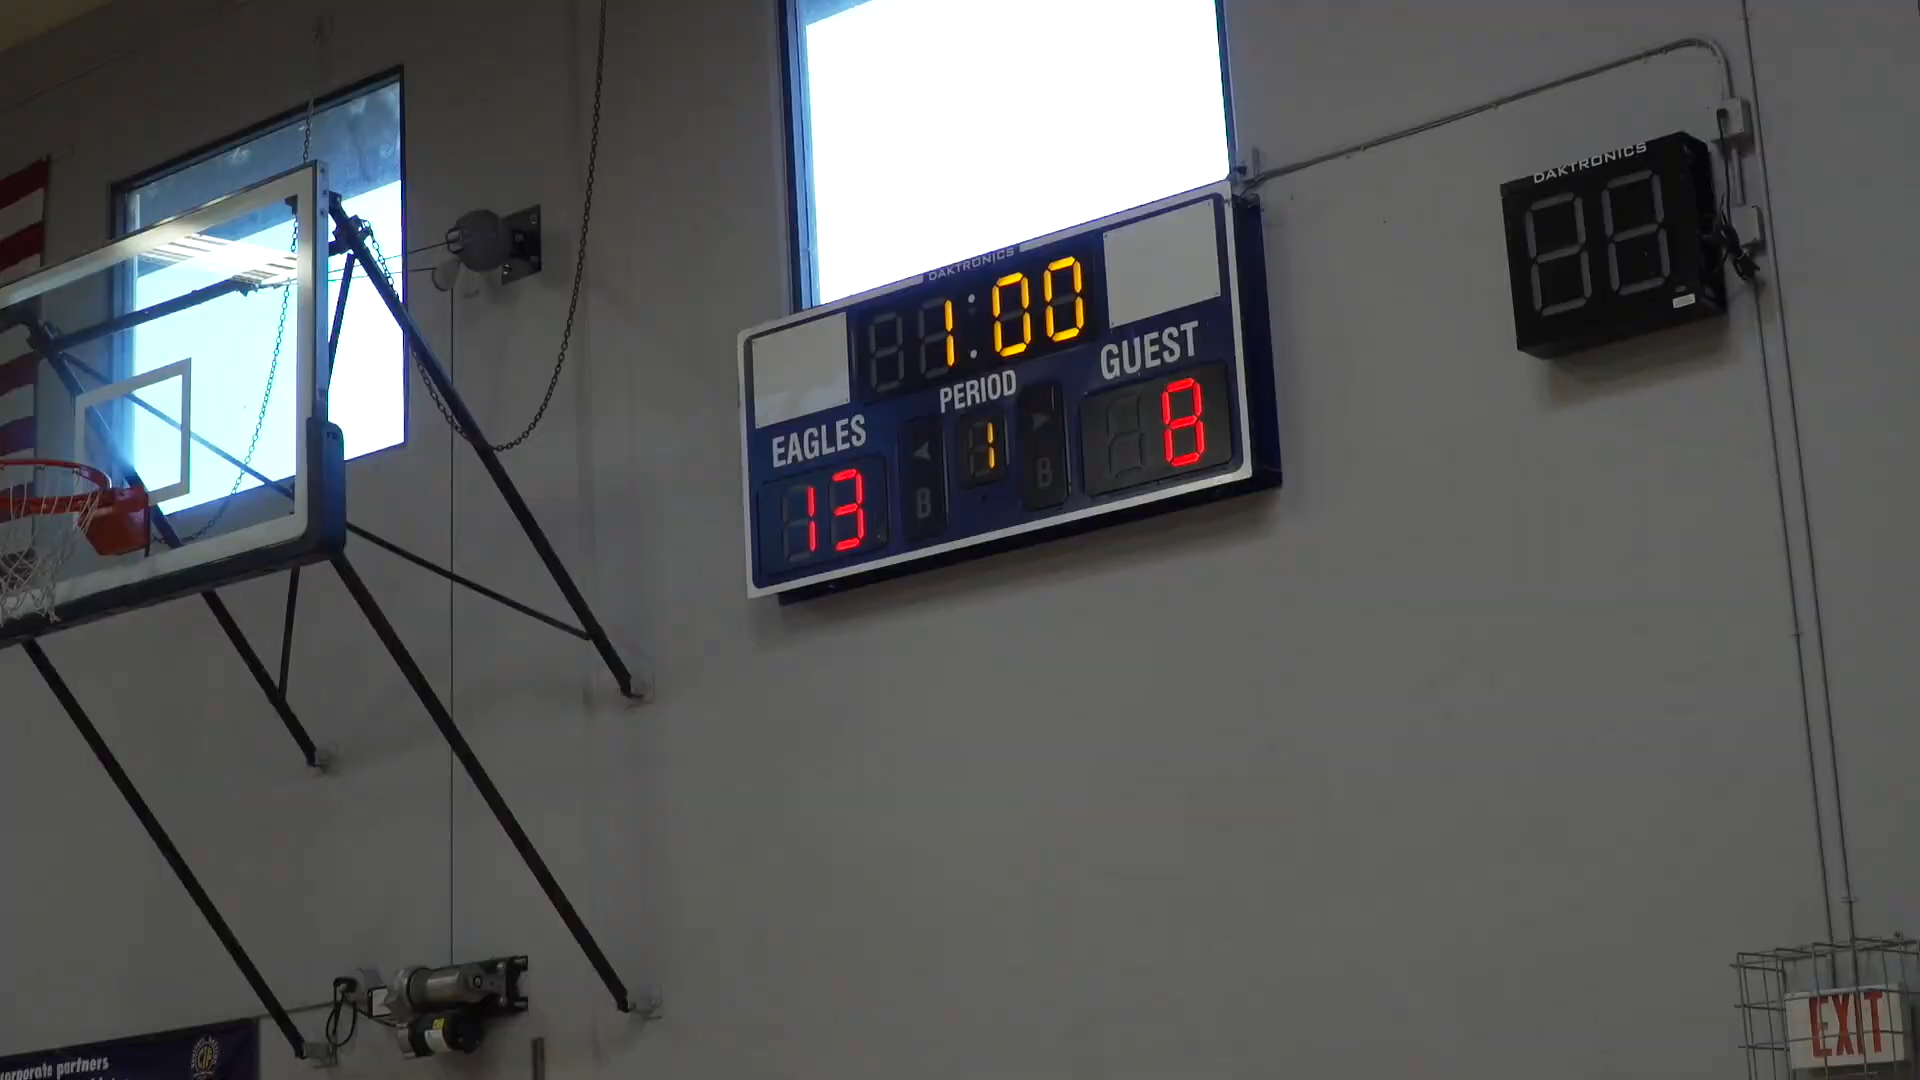 DAKTRONICS
DAKTRONICS
1:00
GUEST
PERIOD
EAGLES
8
1
13
B
B
EXIT
corporate partners